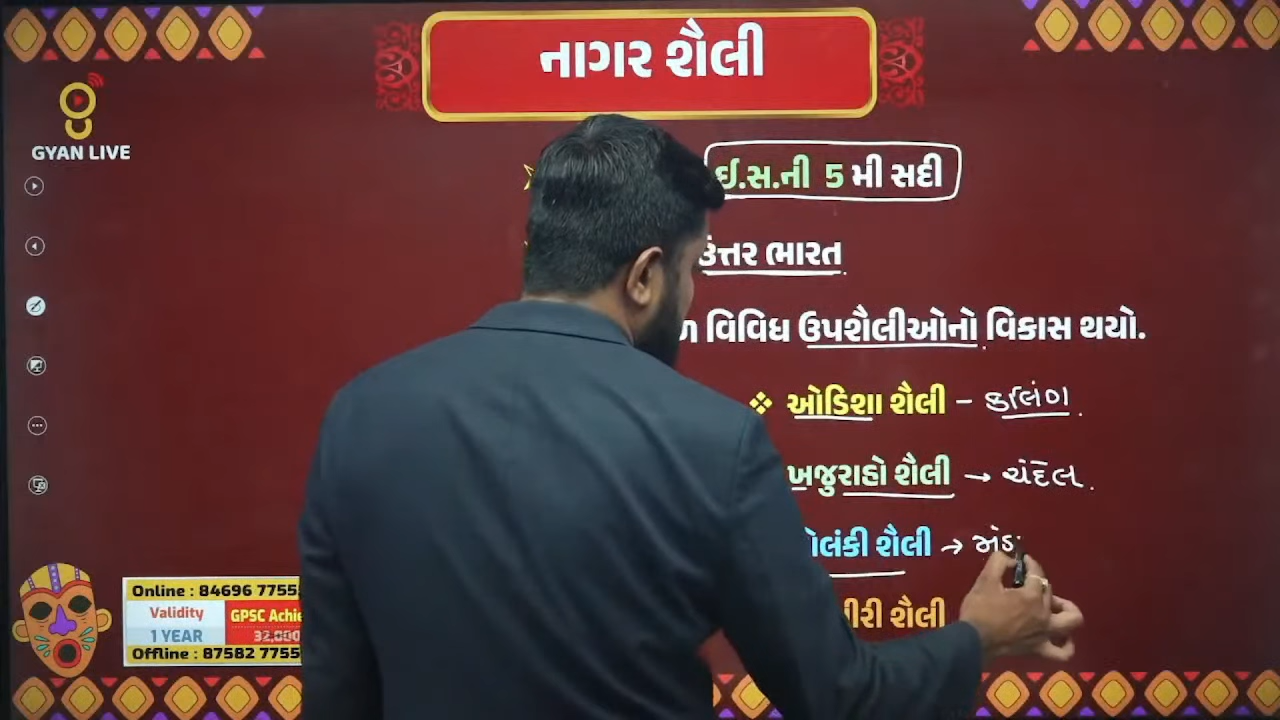 નાગર શૈલી
GYAN LIVE
ઈ.સ.ની 5 મી સદી
ઉત્તર ભારત
વિવિધ ઉપશૈલીઓનો વિકાસ થયો.
❖ ઓડિશા શૈલી - કલિંગ.
ખજુરાહો શૈલી → ચંદેલ.
લંકી શૈલી →
શૈલી
Online : 84696 7755
Validity
1 YEAR
GPSC Achie
32,000
Offline : 87582 7755